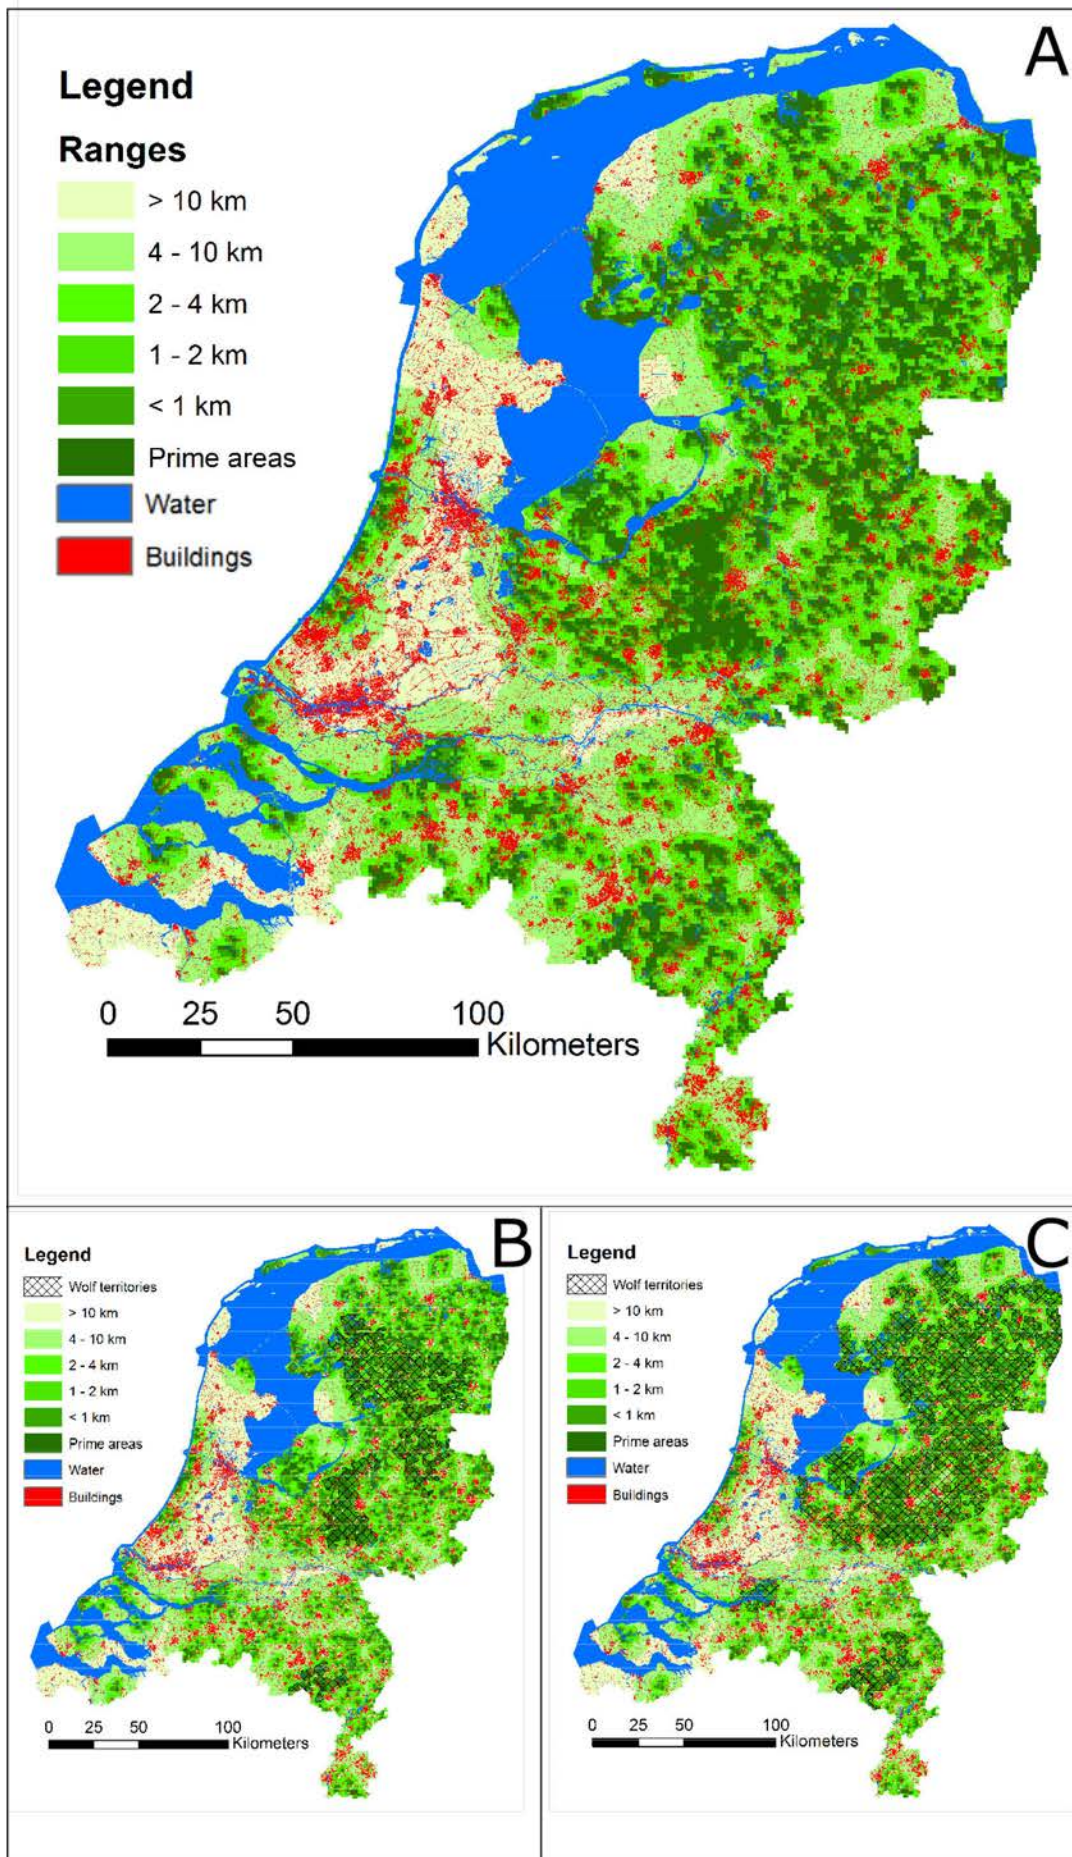 A
Legend
Ranges
> 10 km
4 - 10 km
2 - 4 km
1 - 2 km
< 1 km
Prime areas
Water
Buildings
0 25 50 100
Kilometers
B
Legend
Wolf territories
> 10 km
4 - 10 km
2 - 4 km
1 - 2 km
< 1 km
Prime areas
Water
Buildings
0 25 50 100
Kilometers
C
Legend
Wolf territories
> 10 km
4 - 10 km
2 - 4 km
1 - 2 km
< 1 km
Prime areas
Water
Buildings
0 25 50 100
Kilometers